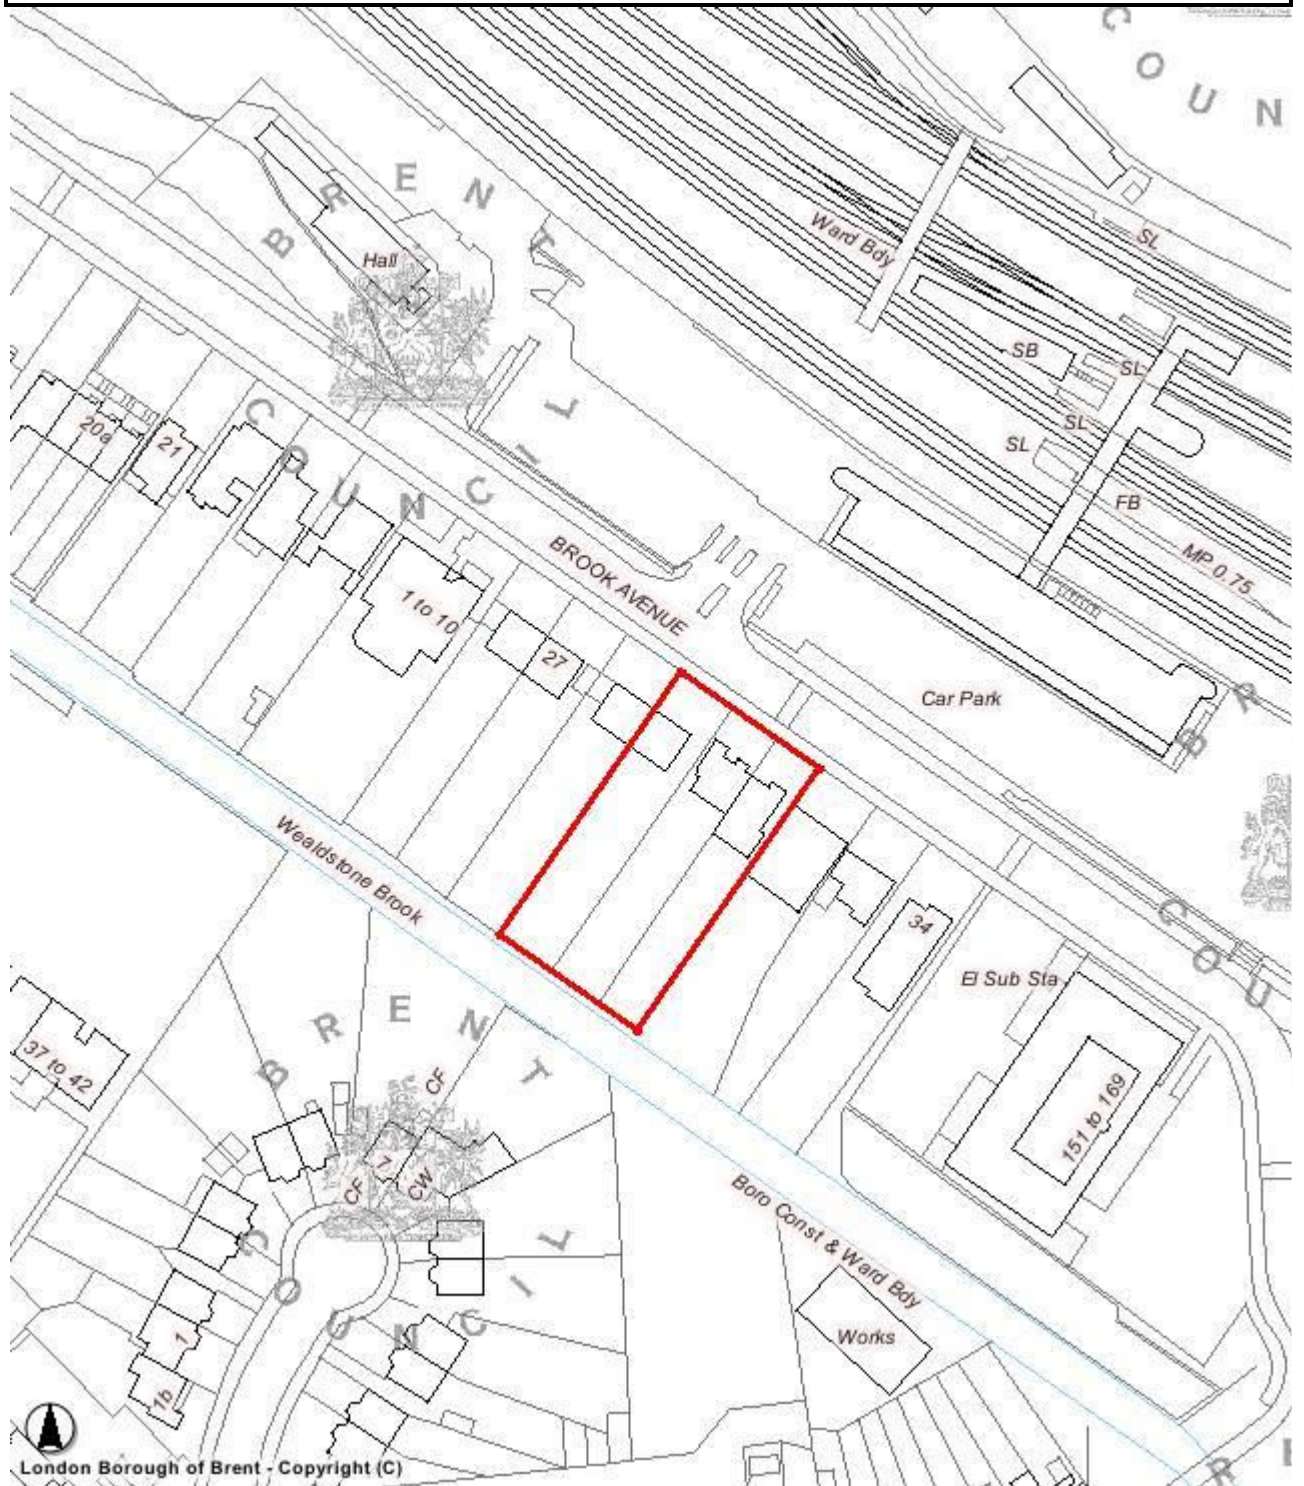 COUN
BRENT
COUNCIL
Ward Bdy
SL
Hall
SB
SL
SL
SL
FB
MP 0.75
20a
21
1 to 10
BROOK AVENUE
27
Car Park
BR
Wealdstone Brook
34
El Sub Sta
COU
151 to 169
37 to 42
BRENT
COUNCIL
CF
7
CF
CW
Boro Const & Ward Bdy
Works
1
1b
London Borough of Brent - Copyright (C)
R